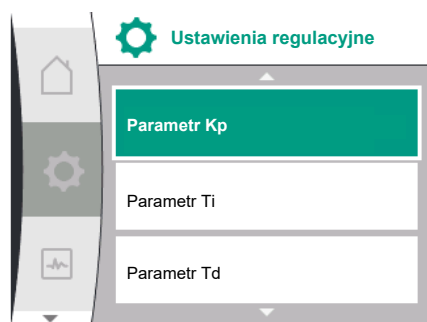 Ustawienia regulacyjne
Parametr Kp
Parametr Ti
Parametr Td